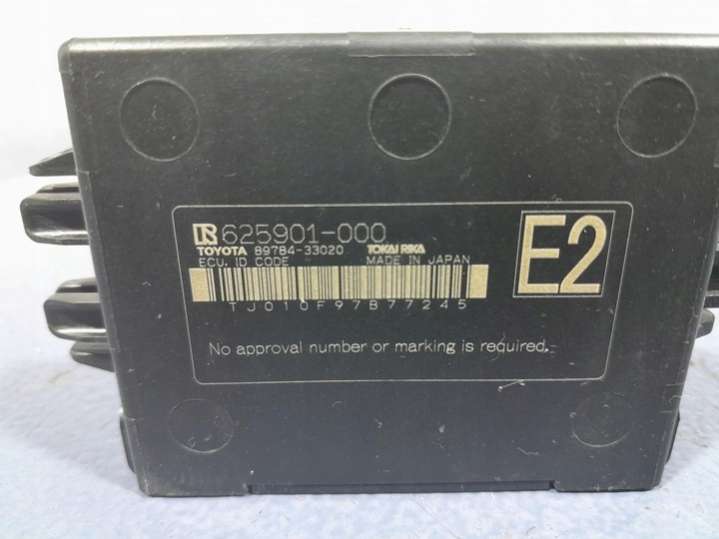 625901-000
TOYOTA 89784-33020 TOKAI RIKA
ECU, ID CODE MADE IN JAPAN
E2
TJ010F97B77245
No approval number or marking is required.